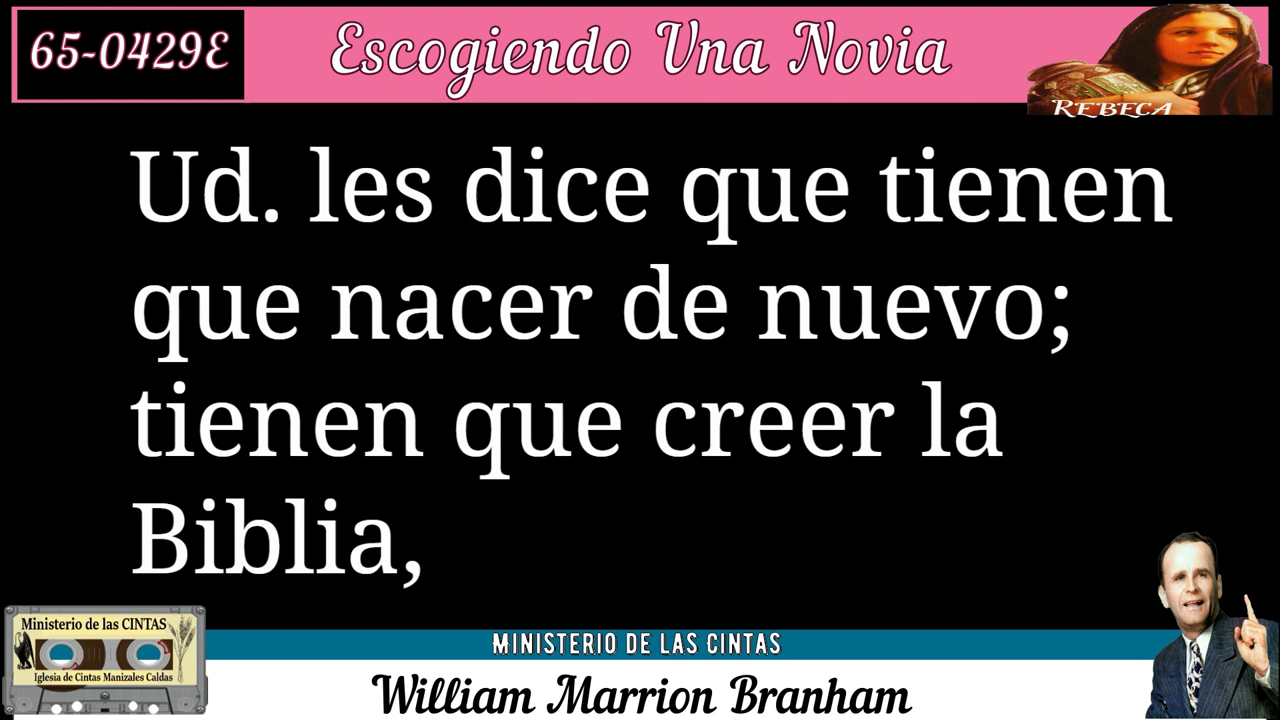 65-0429E
Escogiendo Una Novia
REBECA
Ud. les dice que tienen
que nacer de nuevo;
tienen que creer la
Biblia,
Ministerio de las CINTAS
Iglesia de Cintas Manizales Caldas
MINISTERIO DE LAS CINTAS
William Marrion Branham